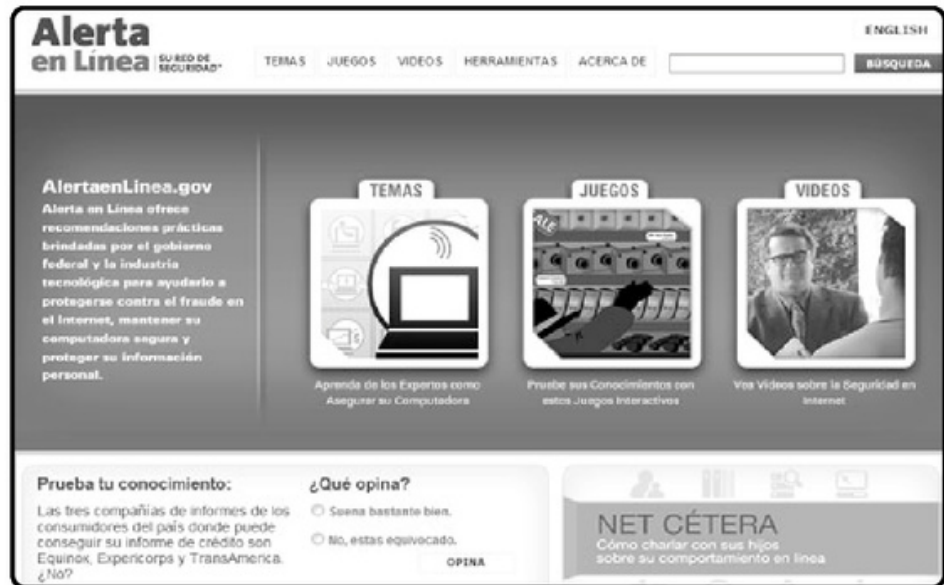 Alerta
en Línea
SU RED DE
SEGURIDAD*
ENGLISH
TEMAS JUEGOS VIDEOS HERRAMIENTAS ACERCA DE BÚSQUEDA
AlertaenLinea.gov
Alerta en Línea ofrece
recomendaciones prácticas
brindadas por el gobierno
federal y la industria
tecnológica para ayudarlo a
protegerse contra el fraude en
el Internet, mantener su
computadora segura y
proteger su información
personal.
TEMAS
Aprenda de los Expertos como
Asegurar su Computadora
JUEGOS
ALE
Pruebe sus Conocimientos con
estos Juegos Interactivos
VIDEOS
Vea Videos sobre la Seguridad en
Internet
Prueba tu conocimiento:
Las tres compañías de informes de los
consumidores del país donde puede
conseguir su informe de crédito son
Equinox, Expericorps y TransAmerica.
¿No?
¿Qué opina?
Suena bastante bien.
No, estas equivocado.
OPINA
NET CÉTERA
Cómo charlar con sus hijos
sobre su comportamiento en línea